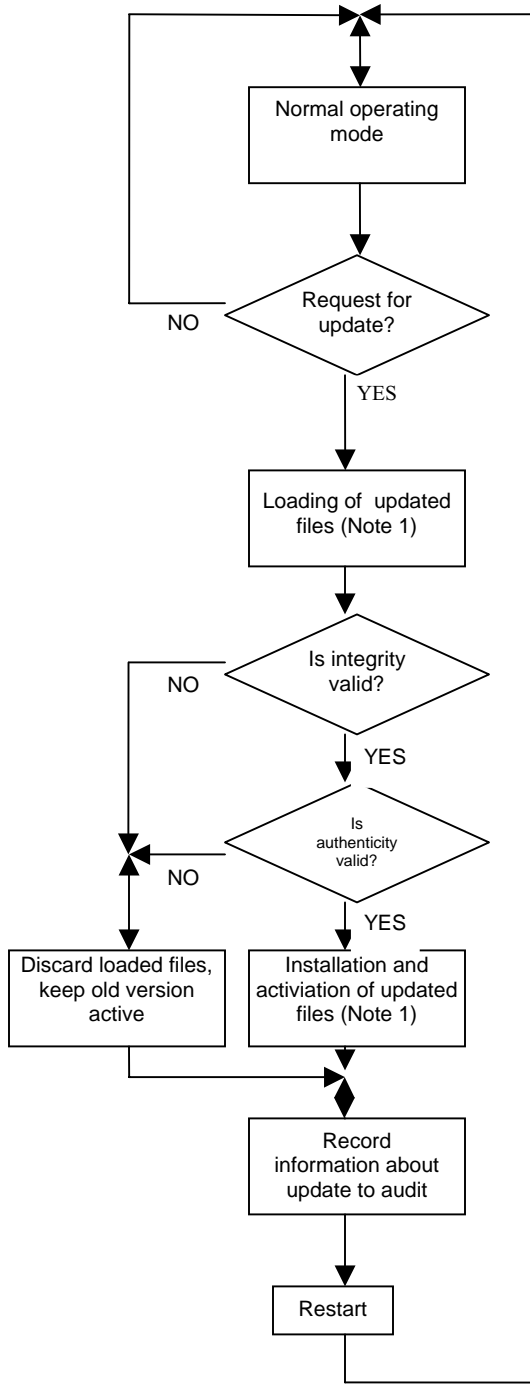 Normal operating
mode
Request for
update?
NO
YES
Loading of updated
files (Note 1)
Is integrity
valid?
NO
YES
Is
authenticity
valid?
NO
YES
Discard loaded files,
keep old version
active
Installation and
activiation of updated
files (Note 1)
Record
information about
update to audit
Restart